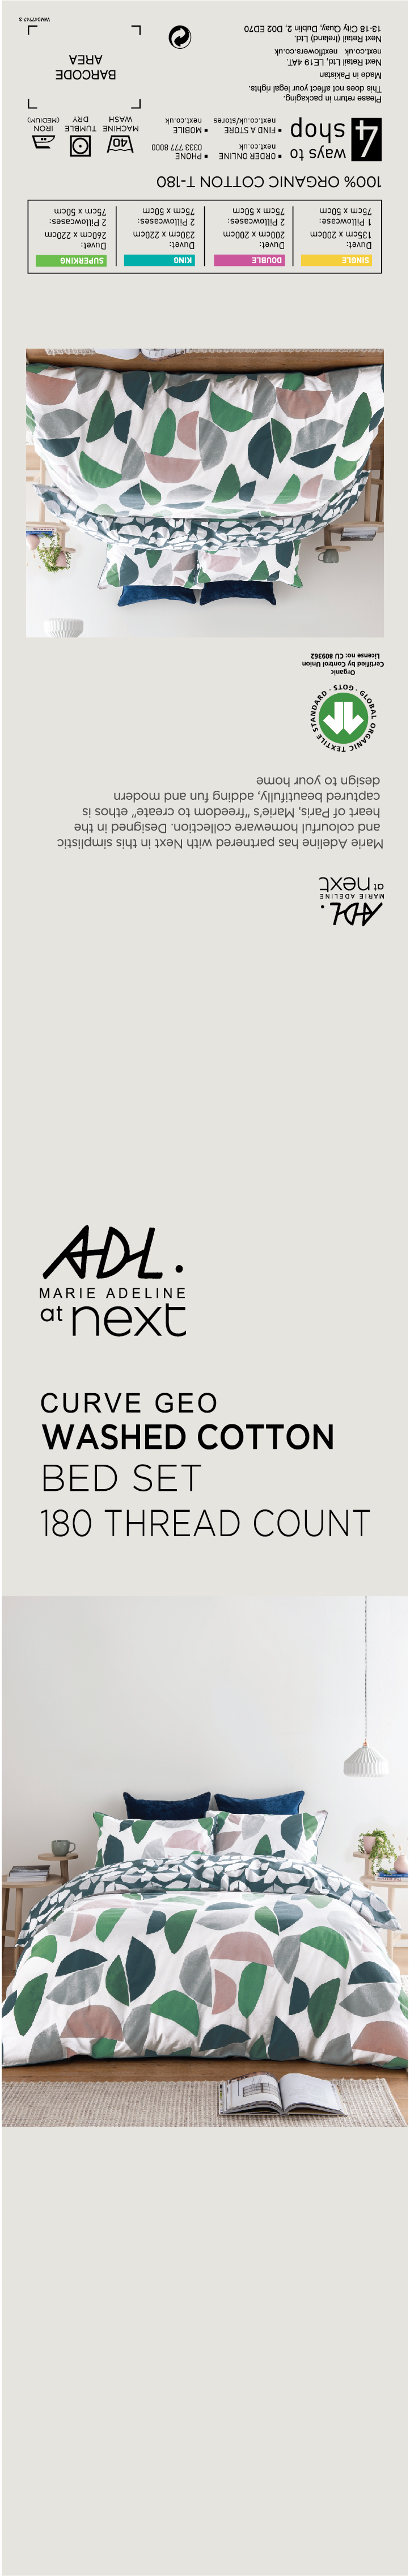 ADL.
MARIE ADELINE
at next
CURVE GEO
WASHED COTTON
BED SET
180 THREAD COUNT
ADL.
MARIE ADELINE
at next
Marie Adeline has partnered with Next in this simplistic
and colourful homeware collection. Designed in the
heart of Paris, Marie's "freedom to create" ethos is
captured beautifully, adding fun and modern
design to your home
GLOBAL ORGANIC TEXTILE STANDARD · GOTS ·
Organic
Certified by Control Union
License no: CU 809362
SINGLE
Duvet:
135cm x 200cm
1 Pillowcase:
75cm x 50cm
DOUBLE
Duvet:
200cm x 200cm
2 Pillowcases:
75cm x 50cm
KING
Duvet:
230cm x 220cm
2 Pillowcases:
75cm x 50cm
SUPERKING
Duvet:
260cm x 220cm
2 Pillowcases:
75cm x 50cm
100% ORGANIC COTTON T-180
4 ways to
shop
▪ ORDER ONLINE
next.co.uk
▪ FIND A STORE
next.co.uk/stores
▪ PHONE
0333 777 8000
▪ MOBILE
next.co.uk
40
MACHINE
WASH
TUMBLE
DRY
IRON
(MEDIUM)
Please return in packaging.
This does not affect your legal rights.
Made in Pakistan
Next Retail Ltd, LE19 4AT.
next.co.uk nextflowers.co.uk
Next Retail (Ireland) Ltd.
13-18 City Quay, Dublin 2, D02 ED70
BARCODE
AREA